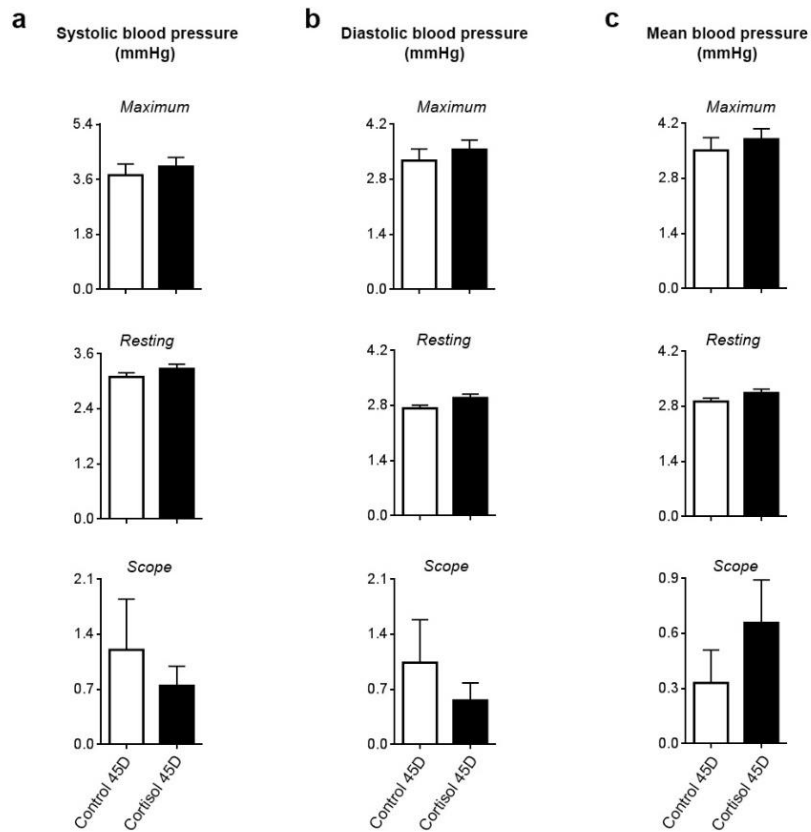 a
Systolic blood pressure
(mmHg)
Maximum
5.4
3.6
1.8
0.0
Resting
3.6
2.4
1.2
0.0
Scope
2.1
1.4
0.7
0.0
Control 45D
Cortisol 45D
b
Diastolic blood pressure
(mmHg)
Maximum
4.2
2.8
1.4
0.0
Resting
4.2
2.8
1.4
0.0
Scope
2.1
1.4
0.7
0.0
Control 45D
Cortisol 45D
c
Mean blood pressure
(mmHg)
Maximum
4.2
2.8
1.4
0.0
Resting
4.2
2.8
1.4
0.0
Scope
0.9
0.6
0.3
0.0
Control 45D
Cortisol 45D